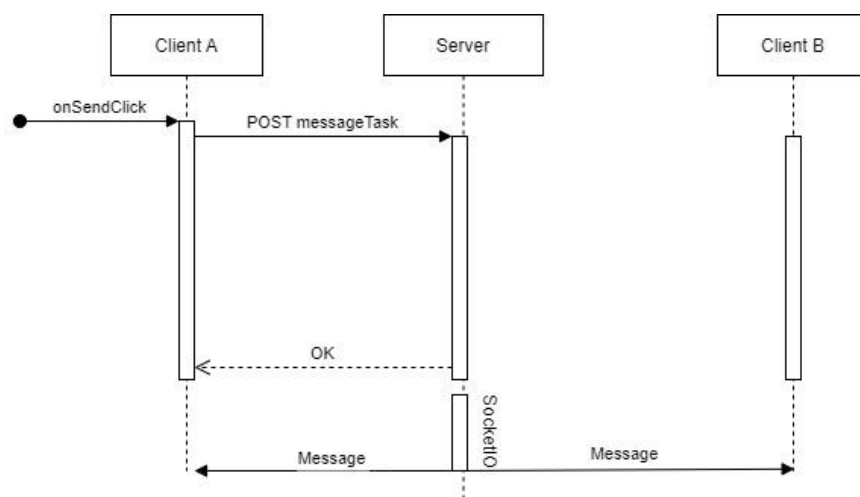 Client A
Server
Client B
onSendClick
POST messageTask
OK
SocketIO
Message
Message